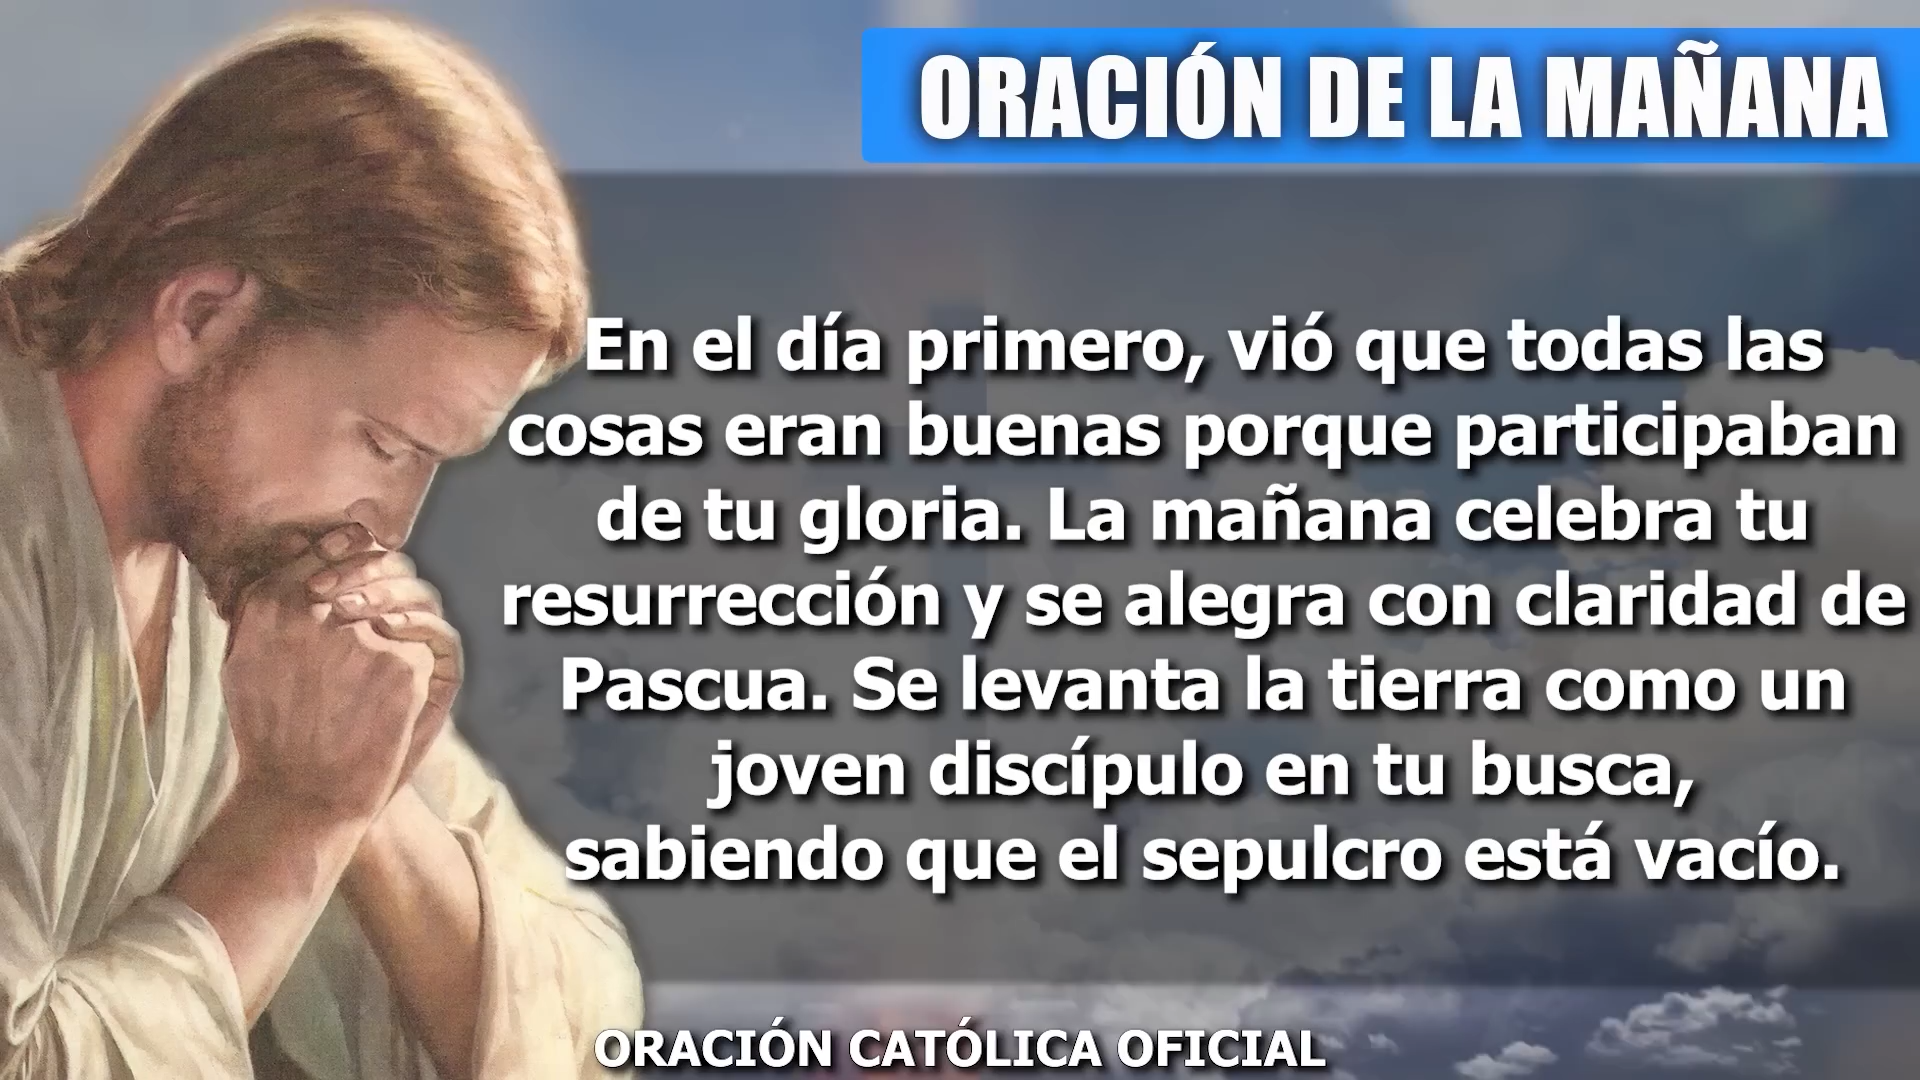 ORACIÓN DE LA MAÑANA
En el día primero, vió que todas las
cosas eran buenas porque participaban
de tu gloria. La mañana celebra tu
resurrección y se alegra con claridad de
Pascua. Se levanta la tierra como un
joven discípulo en tu busca,
sabiendo que el sepulcro está vacío.
ORACIÓN CATÓLICA OFICIAL